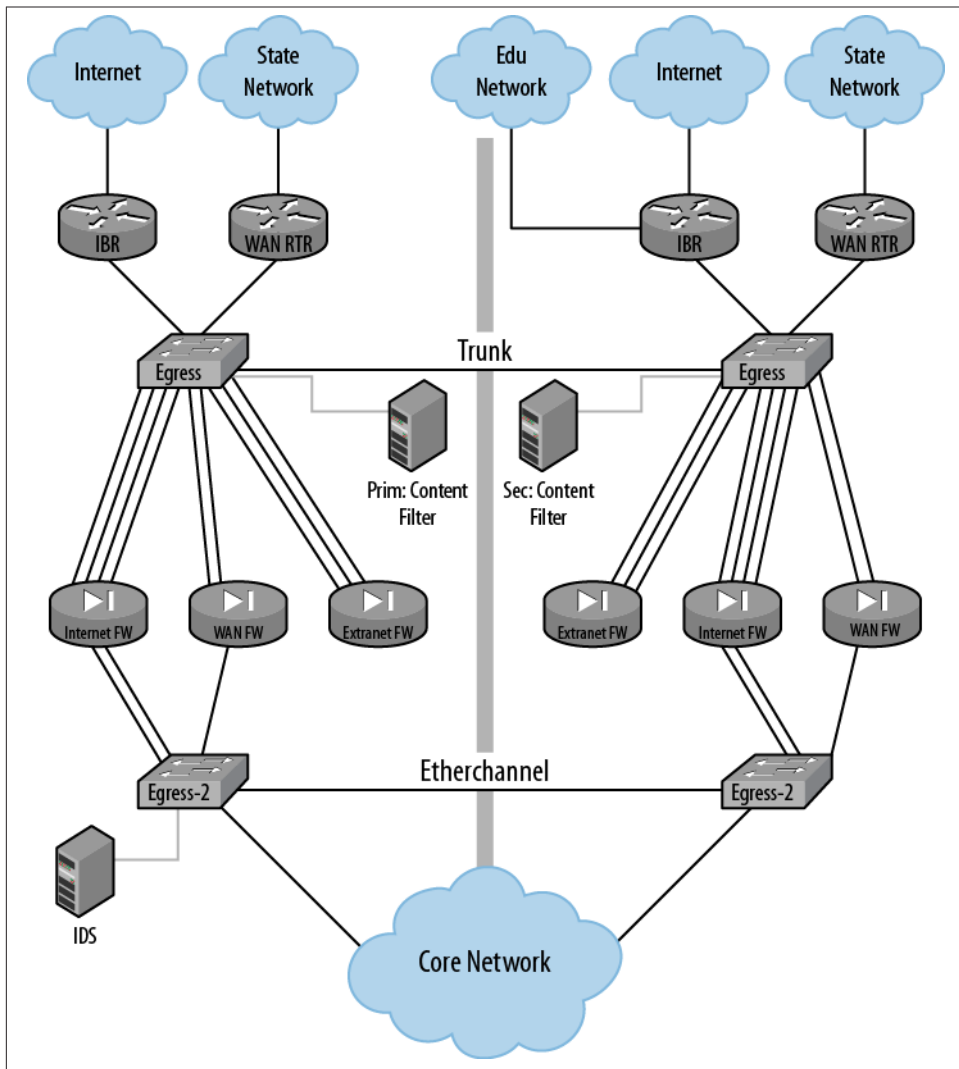 Internet
State
Network
Edu
Network
Internet
State
Network
IBR
WAN RTR
IBR
WAN RTR
Trunk
Egress
Egress
Prim: Content
Filter
Sec: Content
Filter
Internet FW
WAN FW
Extranet FW
Extranet FW
Internet FW
WAN FW
Etherchannel
Egress-2
Egress-2
IDS
Core Network